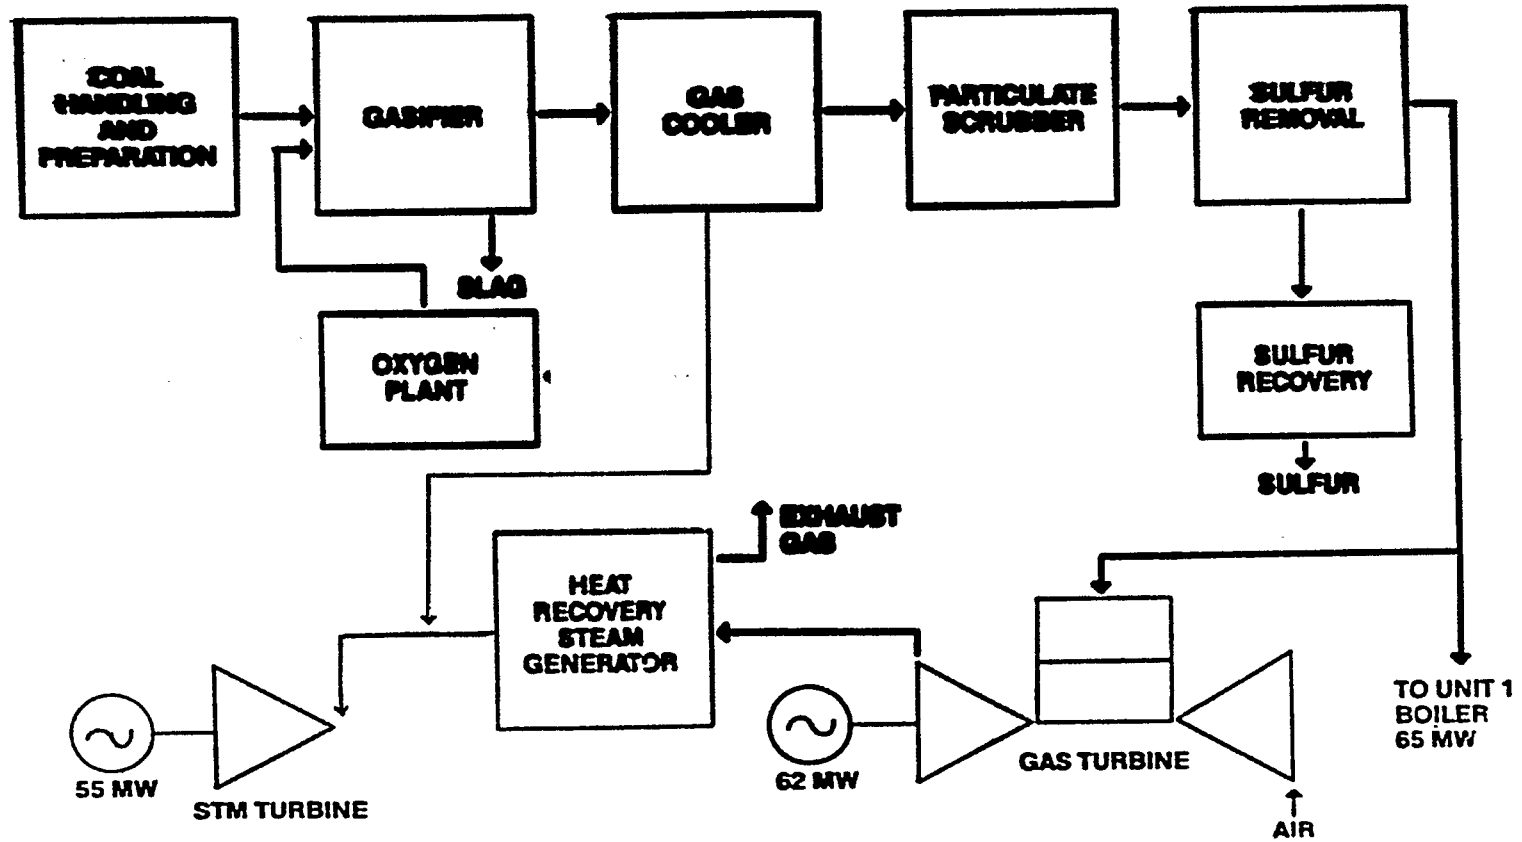 COAL
HANDLING
AND
PREPARATION
GASIFIER
GAS
COOLER
PARTICULATE
SCRUBBER
SULFUR
REMOVAL
SLAG
OXYGEN
PLANT
SULFUR
RECOVERY
SULFUR
EXHAUST
GAS
HEAT
RECOVERY
STEAM
GENERATOR
TO UNIT 1
BOILER
65 MW
55 MW
STM TURBINE
62 MW
GAS TURBINE
AIR